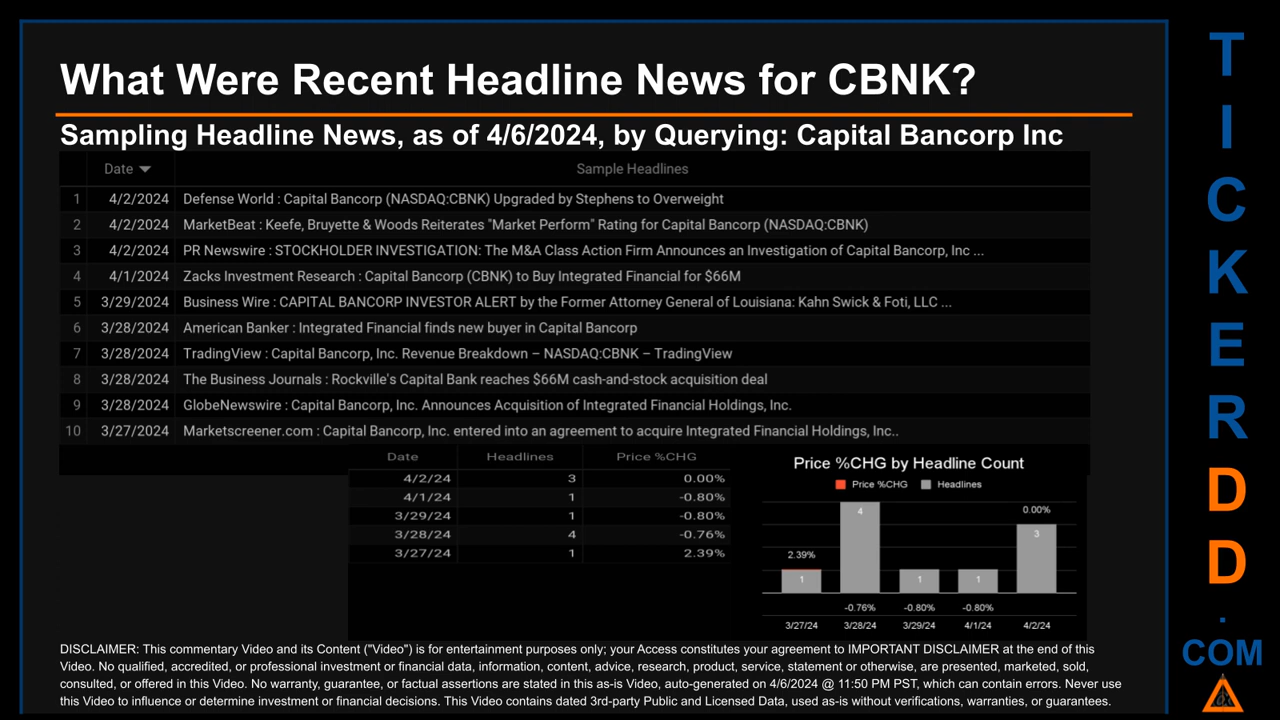 What Were Recent Headline News for CBNK?
Sampling Headline News, as of 4/6/2024, by Querying: Capital Bancorp Inc
Date Sample Headlines
1 4/2/2024 Defense World : Capital Bancorp (NASDAQ:CBNK) Upgraded by Stephens to Overweight
2 4/2/2024 MarketBeat : Keefe, Bruyette & Woods Reiterates "Market Perform" Rating for Capital Bancorp (NASDAQ:CBNK)
3 4/2/2024 PR Newswire : STOCKHOLDER INVESTIGATION: The M&A Class Action Firm Announces an Investigation of Capital Bancorp, Inc ...
4 4/1/2024 Zacks Investment Research : Capital Bancorp (CBNK) to Buy Integrated Financial for $66M
5 3/29/2024 Business Wire : CAPITAL BANCORP INVESTOR ALERT by the Former Attorney General of Louisiana: Kahn Swick & Foti, LLC ...
6 3/28/2024 American Banker : Integrated Financial finds new buyer in Capital Bancorp
7 3/28/2024 TradingView : Capital Bancorp, Inc. Revenue Breakdown – NASDAQ:CBNK – TradingView
8 3/28/2024 The Business Journals : Rockville's Capital Bank reaches $66M cash-and-stock acquisition deal
9 3/28/2024 GlobeNewswire : Capital Bancorp, Inc. Announces Acquisition of Integrated Financial Holdings, Inc.
10 3/27/2024 Marketscreener.com : Capital Bancorp, Inc. entered into an agreement to acquire Integrated Financial Holdings, Inc..
Date Headlines Price %CHG
4/2/24 3 0.00%
4/1/24 1 -0.80%
3/29/24 1 -0.80%
3/28/24 4 -0.76%
3/27/24 1 2.39%
Price %CHG by Headline Count
Price %CHG Headlines
2.39% 0.00%
1 4 1 1 3
-0.76% -0.80% -0.80%
3/27/24 3/28/24 3/29/24 4/1/24 4/2/24
DISCLAIMER: This commentary Video and its Content ("Video") is for entertainment purposes only; your Access constitutes your agreement to IMPORTANT DISCLAIMER at the end of this
Video. No qualified, accredited, or professional investment or financial data, information, content, advice, research, product, service, statement or otherwise, are presented, marketed, sold,
consulted, or offered in this Video. No warranty, guarantee, or factual assertions are stated in this as-is Video, auto-generated on 4/6/2024 @ 11:50 PM PST, which can contain errors. Never use
this Video to influence or determine investment or financial decisions. This Video contains dated 3rd-party Public and Licensed Data, used as-is without verifications, warranties, or guarantees.
T
I
C
K
E
R
D
D
.
COM